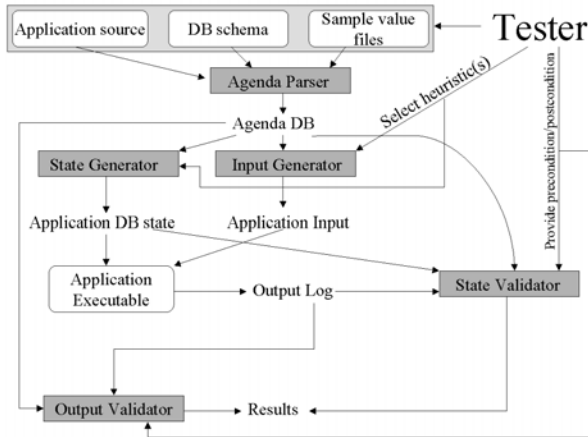 Application source
DB schema
Sample value
files
Tester
Agenda Parser
Select heuristic(s)
Agenda DB
State Generator
Input Generator
Provide precondition/postcondition
Application DB state
Application Input
Application
Executable
Output Log
State Validator
Output Validator
Results